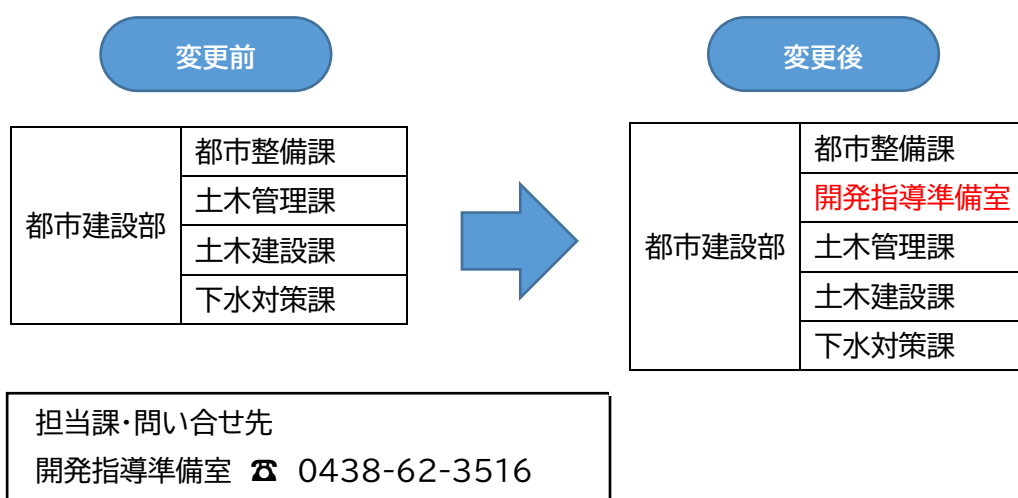 変更前
変更後
都市建設部
都市整備課
土木管理課
土木建設課
下水対策課
都市建設部
都市整備課
開発指導準備室
土木管理課
土木建設課
下水対策課
担当課・問い合せ先
開発指導準備室 ☎ 0438-62-3516